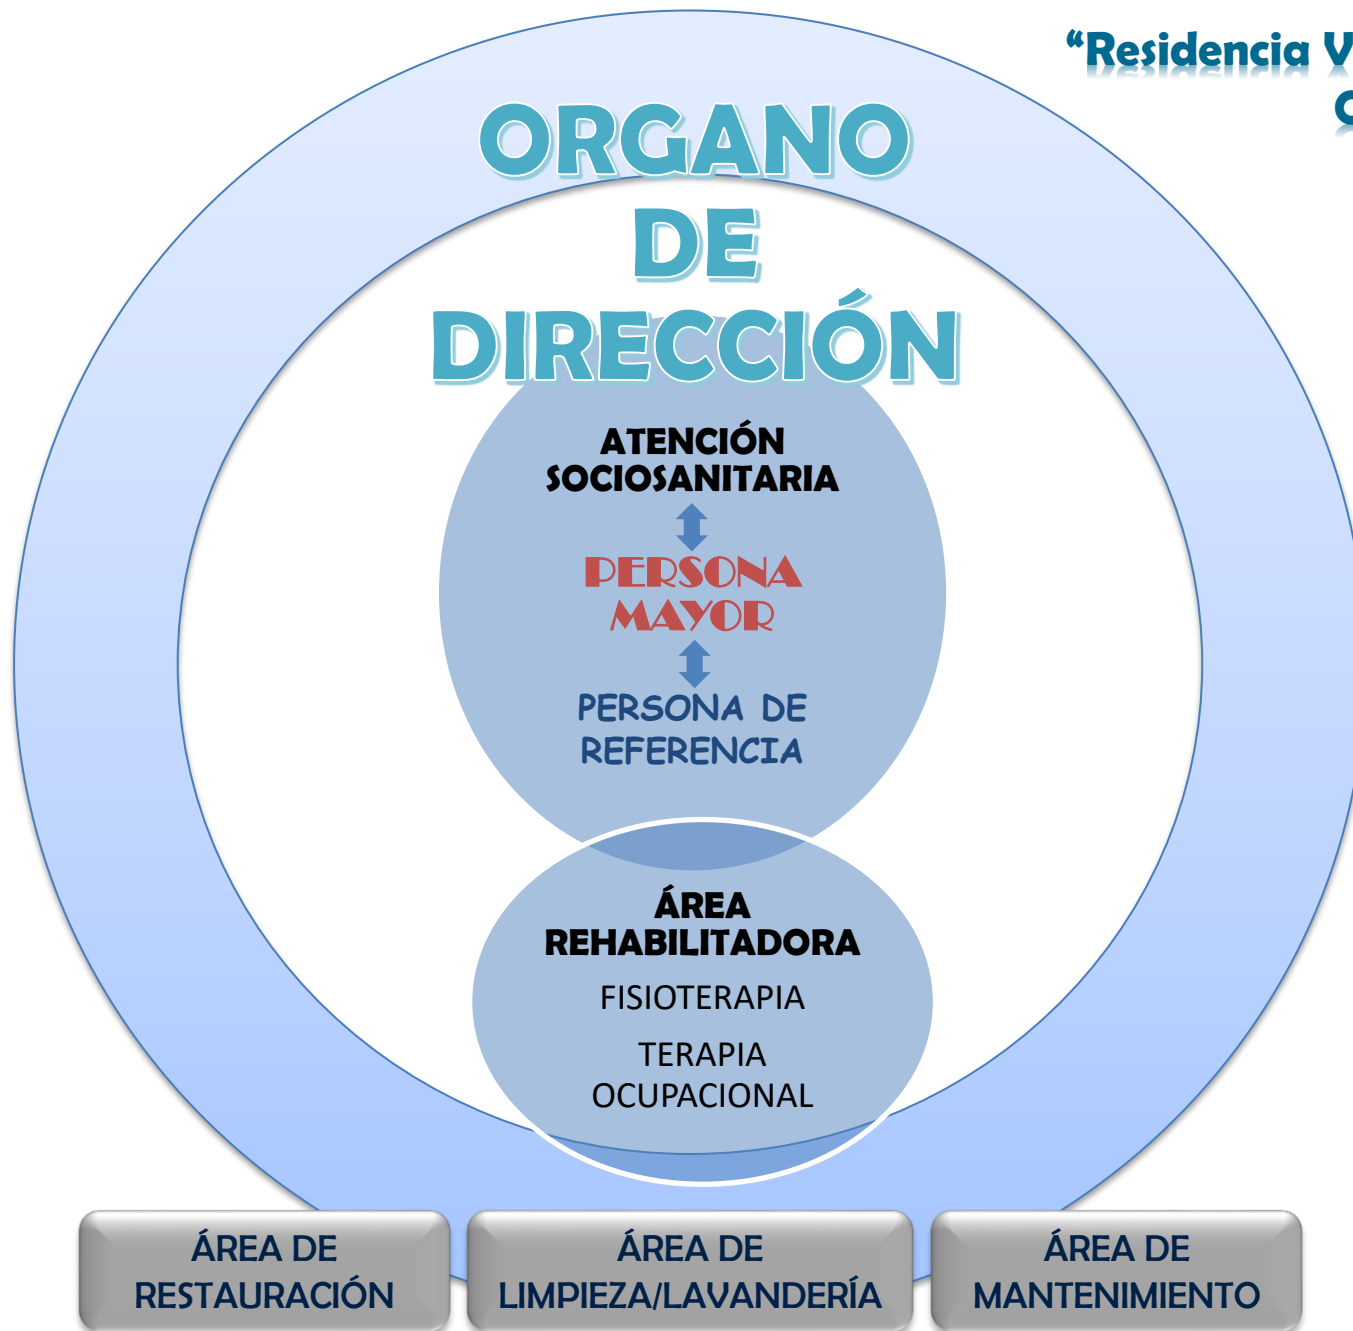 “Residencia
ORGANO
DE
DIRECCIÓN
ATENCIÓN
SOCIOSANITARIA
PERSONA
MAYOR
PERSONA DE
REFERENCIA
ÁREA
REHABILITADORA
FISIOTERAPIA
TERAPIA
OCUPACIONAL
ÁREA DE
RESTAURACIÓN
ÁREA DE
LIMPIEZA/LAVANDERÍA
ÁREA DE
MANTENIMIENTO